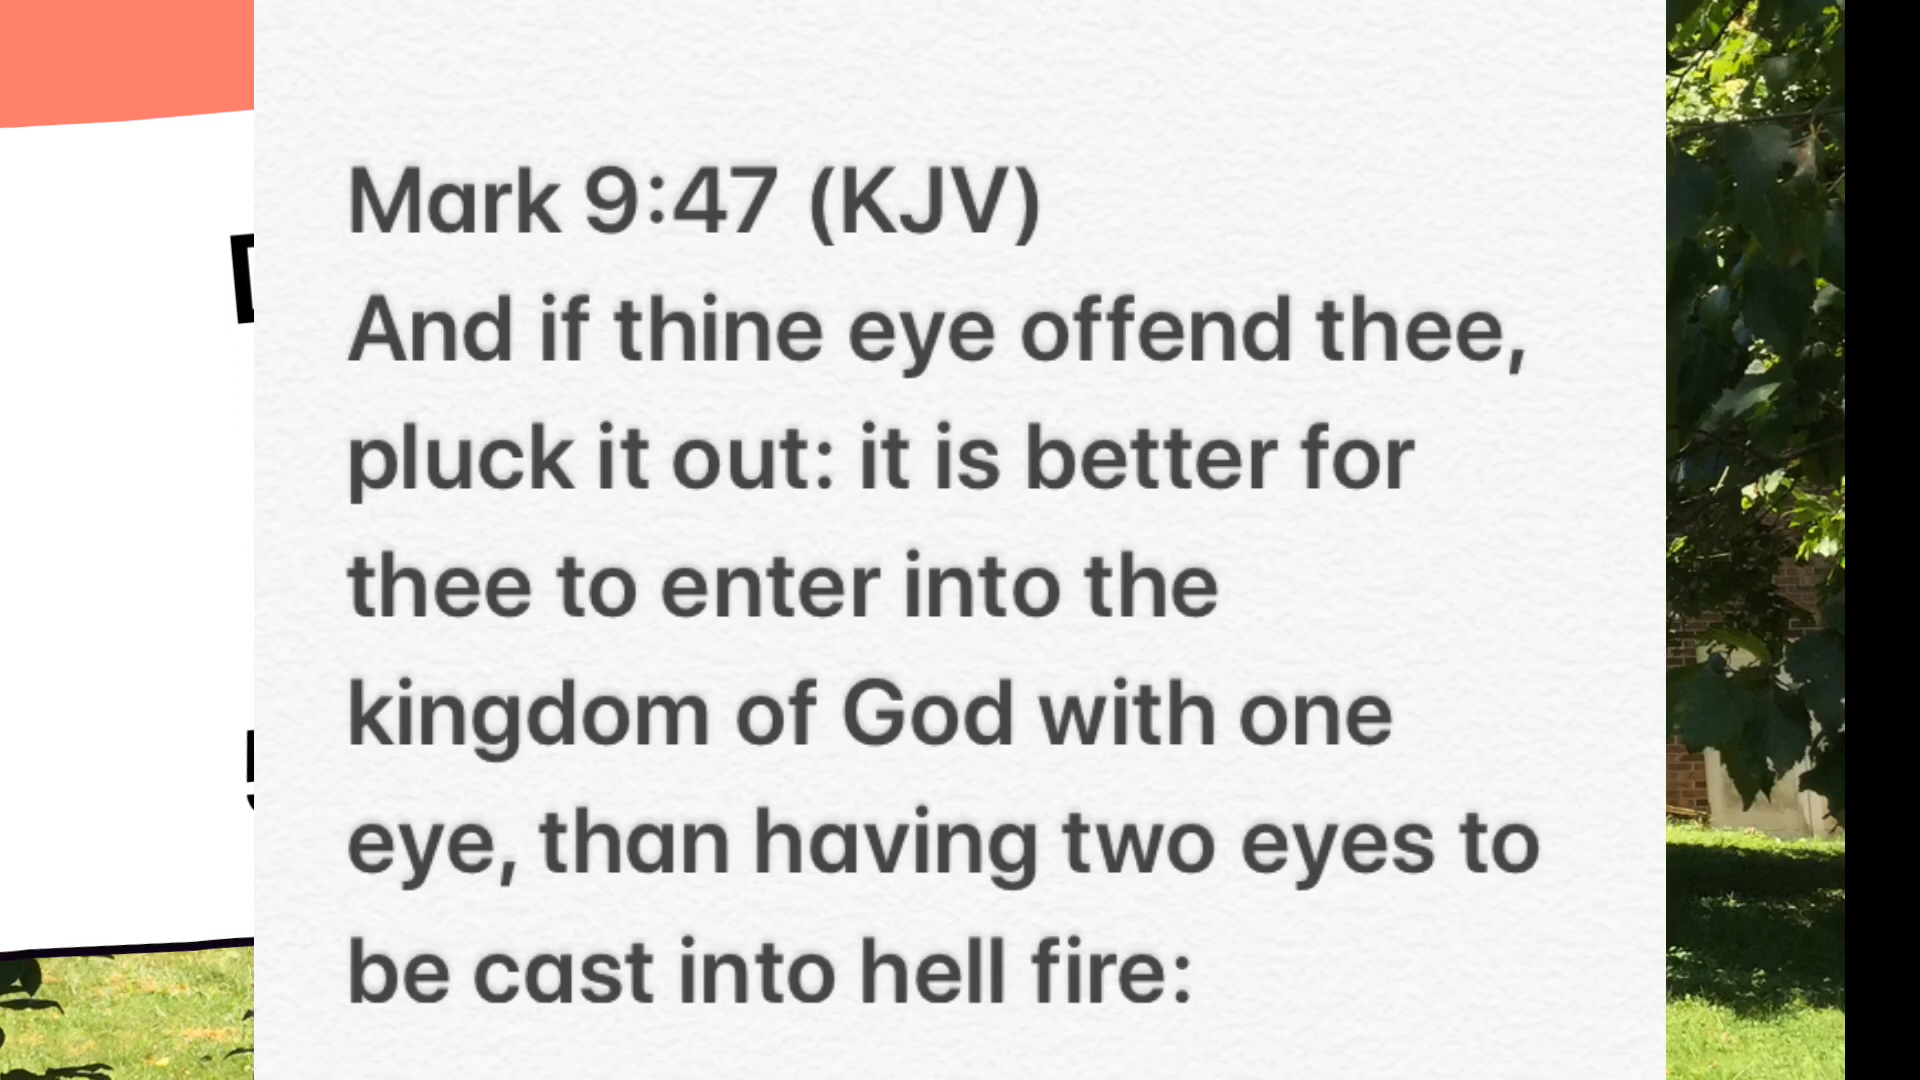 Mark 9:47 (KJV)
And if thine eye offend thee,
pluck it out: it is better for
thee to enter into the
kingdom of God with one
eye, than having two eyes to
be cast into hell fire: